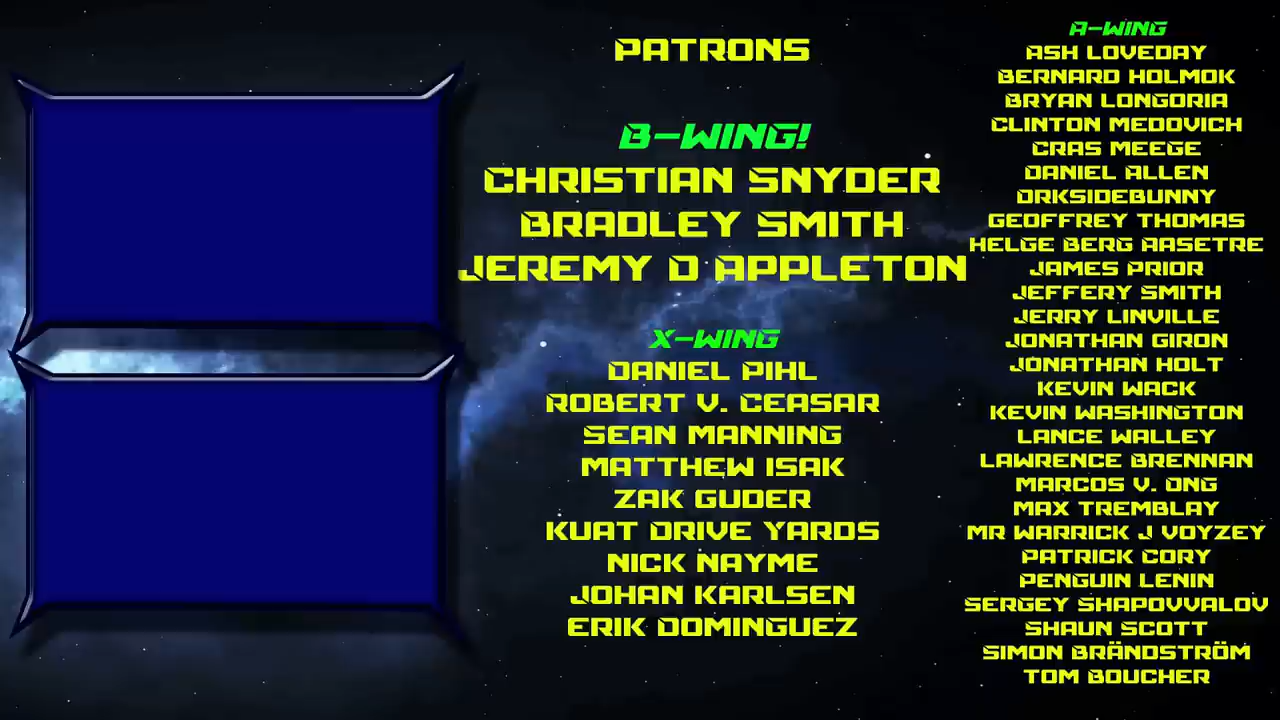 PATRONS
B-WING!
CHRISTIAN SNYDER
BRADLEY SMITH
JEREMY D APPLETON
X-WING
DANIEL PIHL
ROBERT V. CEASAR
SEAN MANNING
MATTHEW ISAK
ZAK GUDER
KUAT DRIVE YARDS
NICK NAYME
JOHAN KARLSEN
ERIK DOMINGUEZ
A-WING
ASH LOVEDAY
BERNARD HOLMOK
BRYAN LONGORIA
CLINTON MEDOVICH
CRAS MEEGE
DANIEL ALLEN
DRKSIDEBUNNY
GEOFFREY THOMAS
HELGE BERG AASETRE
JAMES PRIOR
JEFFERY SMITH
JERRY LINVILLE
JONATHAN GIRON
JONATHAN HOLT
KEVIN WACK
KEVIN WASHINGTON
LANCE WALLEY
LAWRENCE BRENNAN
MARCOS V. ONG
MAX TREMBLAY
MR WARRICK J VOYZEY
PATRICK CORY
PENGUIN LENIN
SERGEY SHAPOVVALOV
SHAUN SCOTT
SIMON BRÄNDSTRÖM
TOM BOUCHER